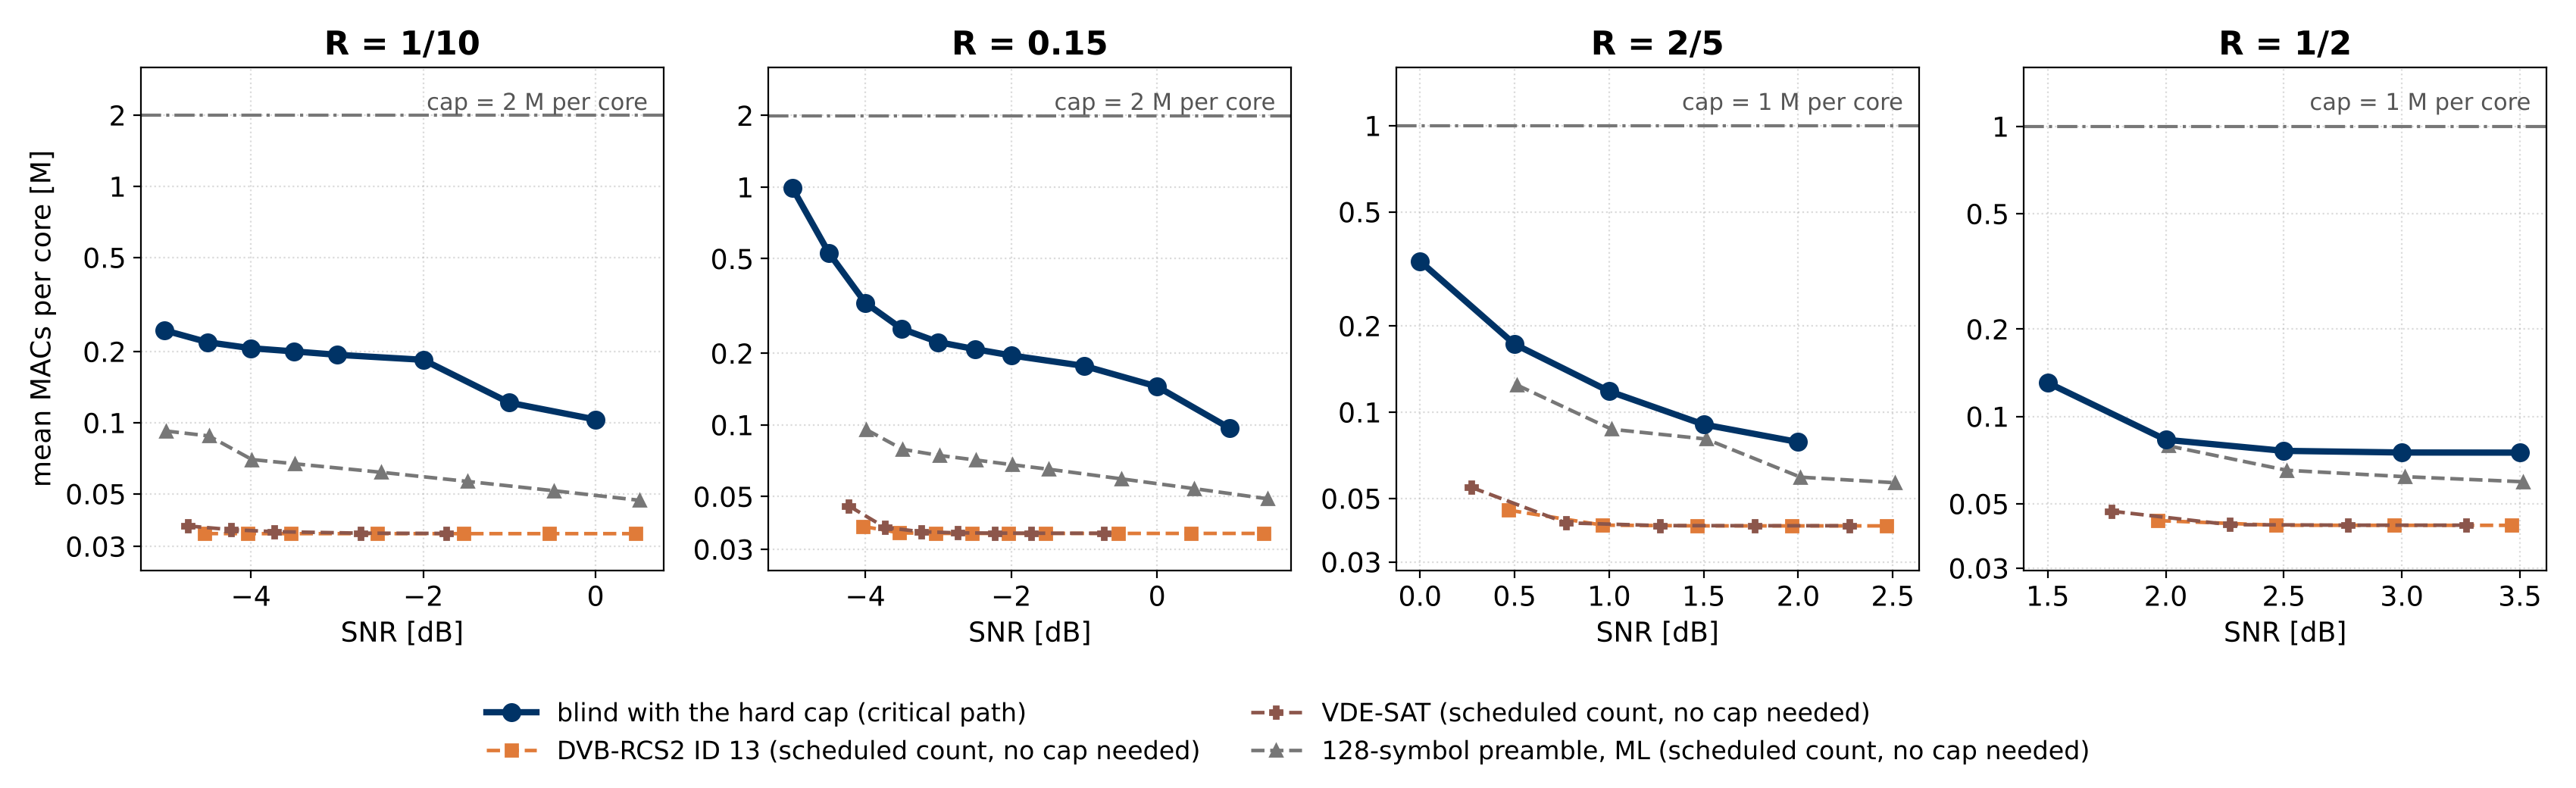 R = 1/10
R = 0.15
R = 2/5
R = 1/2
mean MACs per core [M]
cap = 2 M per core
2
1
0.5
0.2
0.1
0.05
0.03
−4
−2
0
SNR [dB]
cap = 2 M per core
2
1
0.5
0.2
0.1
0.05
0.03
−4
−2
0
SNR [dB]
cap = 1 M per core
1
0.5
0.2
0.1
0.05
0.03
0.0
0.5
1.0
1.5
2.0
2.5
SNR [dB]
cap = 1 M per core
1
0.5
0.2
0.1
0.05
0.03
1.5
2.0
2.5
3.0
3.5
SNR [dB]
blind with the hard cap (critical path)
DVB-RCS2 ID 13 (scheduled count, no cap needed)
VDE-SAT (scheduled count, no cap needed)
128-symbol preamble, ML (scheduled count, no cap needed)